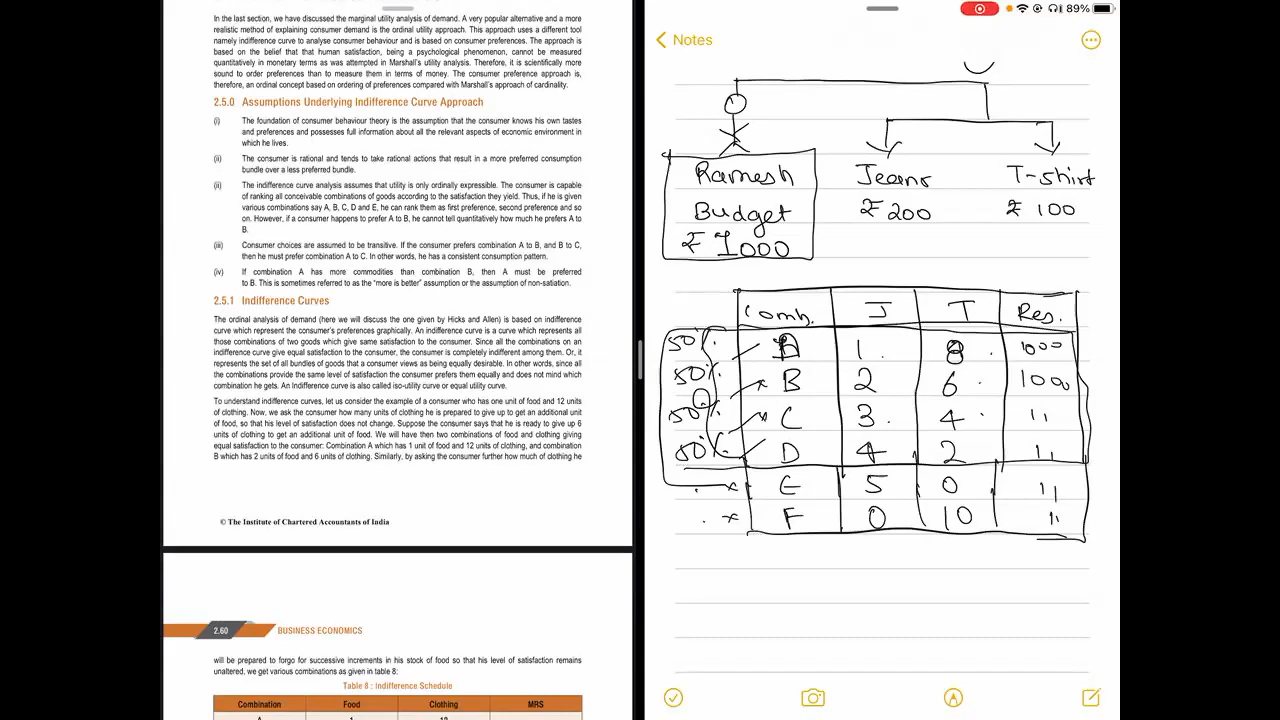 In the last section, we have discussed the marginal utility analysis of demand. A very popular alternative and a more
realistic method of explaining consumer demand is the ordinal utility approach. This approach uses a different tool
namely indifference curve to analyse consumer behaviour and is based on consumer preferences. The approach is
based on the belief that that human satisfaction, being a psychological phenomenon, cannot be measured
quantitatively in monetary terms as was attempted in Marshall's utility analysis. Therefore, it is scientifically more
sound to order preferences than to measure them in terms of money. The consumer preference approach is,
therefore, an ordinal concept based on ordering of preferences compared with Marshall's approach of cardinality.
2.5.0 Assumptions Underlying Indifference Curve Approach
(i) The foundation of consumer behaviour theory is the assumption that the consumer knows his own tastes
and preferences and possesses full information about all the relevant aspects of economic environment in
which he lives.
(ii) The consumer is rational and tends to take rational actions that result in a more preferred consumption
bundle over a less preferred bundle.
(ii) The indifference curve analysis assumes that utility is only ordinally expressible. The consumer is capable
of ranking all conceivable combinations of goods according to the satisfaction they yield. Thus, if he is given
various combinations say A, B, C, D and E, he can rank them as first preference, second preference and so
on. However, if a consumer happens to prefer A to B, he cannot tell quantitatively how much he prefers A to
B.
(iii) Consumer choices are assumed to be transitive. If the consumer prefers combination A to B, and B to C,
then he must prefer combination A to C. In other words, he has a consistent consumption pattern.
(iv) If combination A has more commodities than combination B, then A must be preferred
to B. This is sometimes referred to as the "more is better" assumption or the assumption of non-satiation.
2.5.1 Indifference Curves
The ordinal analysis of demand (here we will discuss the one given by Hicks and Allen) is based on indifference
curve which represent the consumer's preferences graphically. An indifference curve is a curve which represents all
those combinations of two goods which give same satisfaction to the consumer. Since all the combinations on an
indifference curve give equal satisfaction to the consumer, the consumer is completely indifferent among them. Or, it
represents the set of all bundles of goods that a consumer views as being equally desirable. In other words, since all
the combinations provide the same level of satisfaction the consumer prefers them equally and does not mind which
combination he gets. An Indifference curve is also called iso-utility curve or equal utility curve.
To understand indifference curves, let us consider the example of a consumer who has one unit of food and 12 units
of clothing. Now, we ask the consumer how many units of clothing he is prepared to give up to get an additional unit
of food, so that his level of satisfaction does not change. Suppose the consumer says that he is ready to give up 6
units of clothing to get an additional unit of food. We will have then two combinations of food and clothing giving
equal satisfaction to the consumer: Combination A which has 1 unit of food and 12 units of clothing, and combination
B which has 2 units of food and 6 units of clothing. Similarly, by asking the consumer further how much of clothing he
© The Institute of Chartered Accountants of India
2.60 BUSINESS ECONOMICS
will be prepared to forgo for successive increments in his stock of food so that his level of satisfaction remains
unaltered, we get various combinations as given in table 8:
Table 8 : Indifference Schedule
Combination Food Clothing MRS
A 1 12
89%
Notes
Ramesh Jeans T-shirt
Budget ₹ 200 ₹ 100
₹ 1000
Comb. J T Res.
50% 1 8 1000
50% B 2 6 1000
50% C 3 4 "
50% D 4 2 "
x E 5 0 "
x F 0 10 "